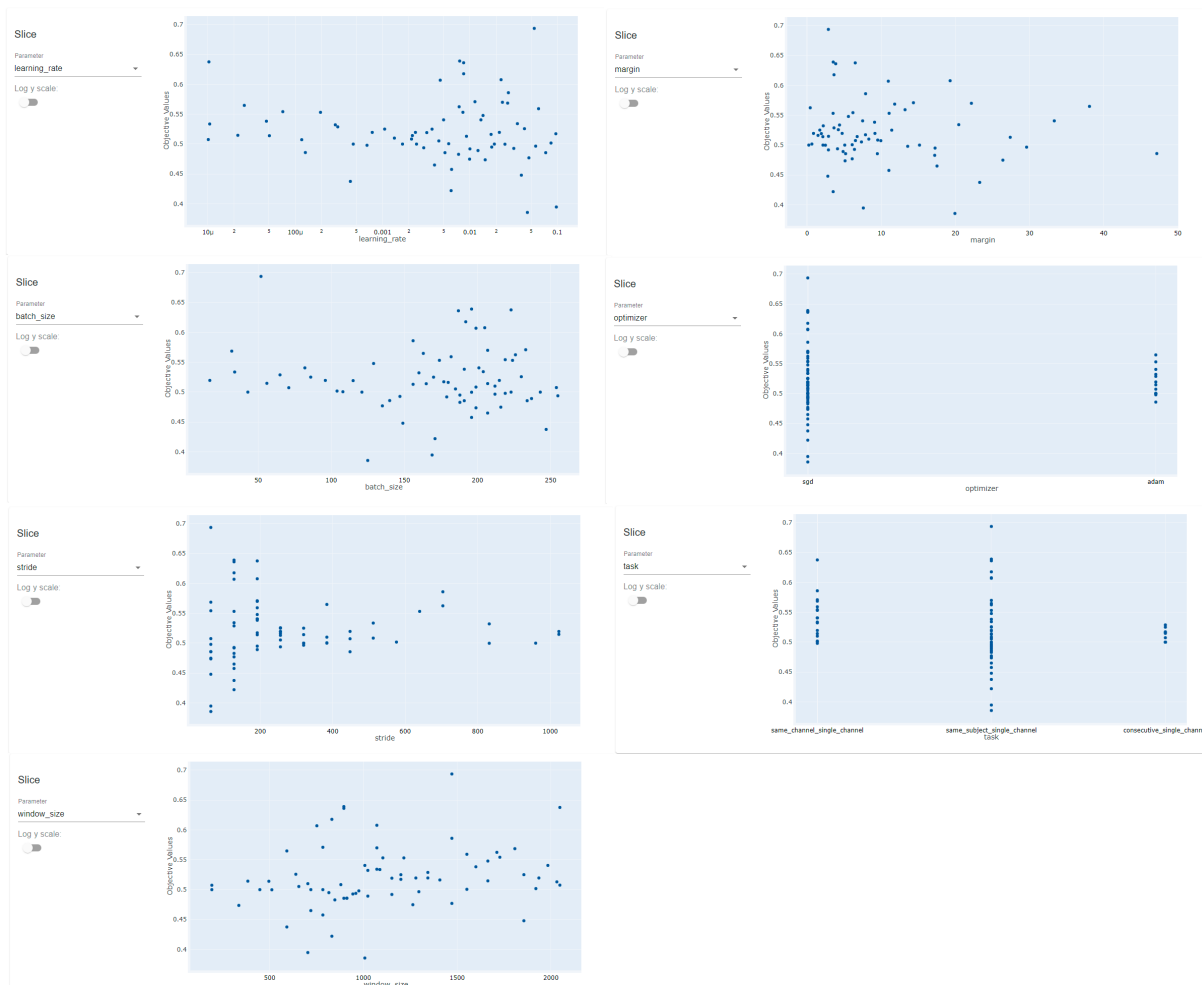 Slice
Parameter
learning_rate
Log y scale:
Objective Values
0.7
0.65
0.6
0.55
0.5
0.45
0.4
10μ 2 5 100μ 2 5 0.001 2 5 0.01 2 5 0.1
learning_rate
Slice
Parameter
margin
Log y scale:
Objective Values
0.7
0.65
0.6
0.55
0.5
0.45
0.4
0 10 20 30 40 50
margin
Slice
Parameter
batch_size
Log y scale:
Objective Values
0.7
0.65
0.6
0.55
0.5
0.45
0.4
50 100 150 200 250
batch_size
Slice
Parameter
optimizer
Log y scale:
Objective Values
0.7
0.65
0.6
0.55
0.5
0.45
0.4
sgd adam
optimizer
Slice
Parameter
stride
Log y scale:
Objective Values
0.7
0.65
0.6
0.55
0.5
0.45
0.4
200 400 600 800 1000
stride
Slice
Parameter
task
Log y scale:
Objective Values
0.7
0.65
0.6
0.55
0.5
0.45
0.4
same_channel_single_channel same_subject_single_channel consecutive_single_chann
task
Slice
Parameter
window_size
Log y scale:
Objective Values
0.7
0.65
0.6
0.55
0.5
0.45
0.4
500 1000 1500 2000
window_size